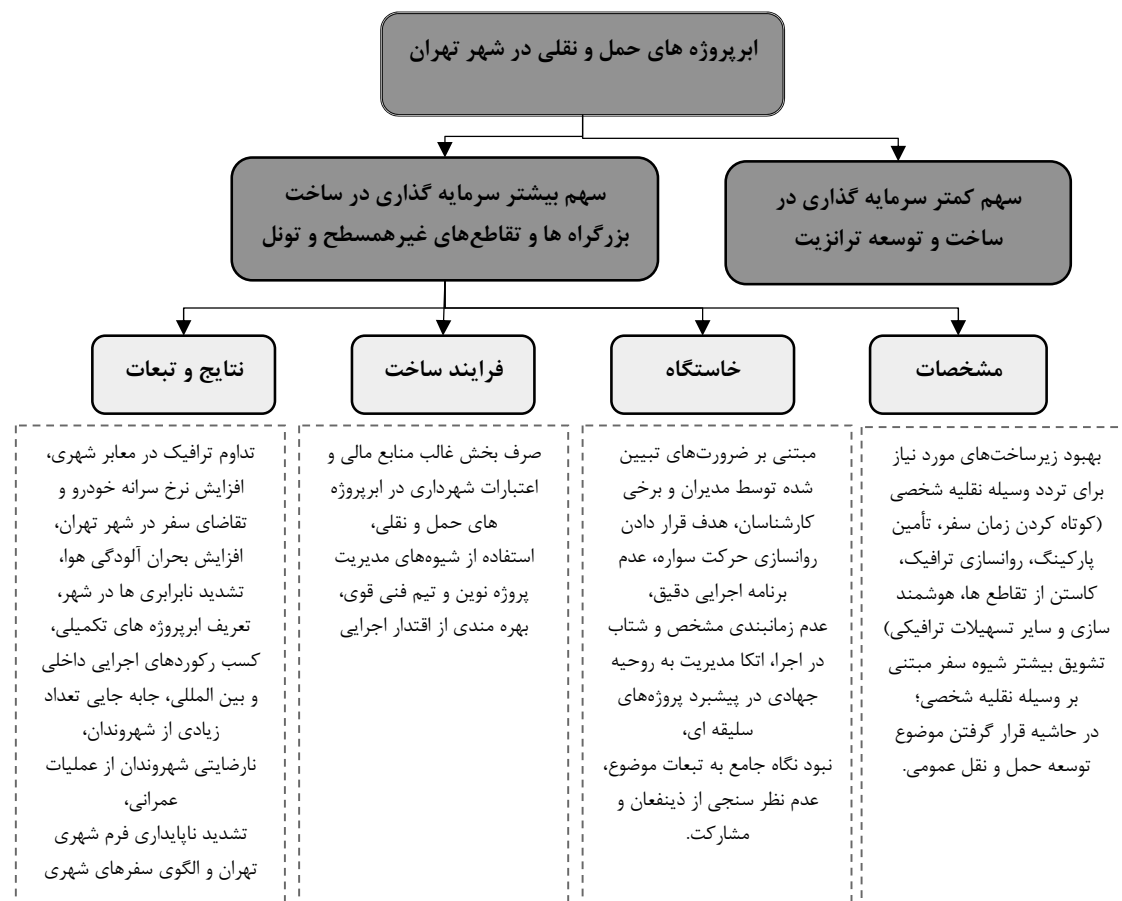 ابرپروژه های حمل و نقلی در شهر تهران
سهم کمتر سرمایه گذاری در
ساخت و توسعه ترانزیت
سهم بیشتر سرمایه گذاری در ساخت
بزرگراه ها و تقاطع‌های غیرهمسطح و تونل
مشخصات
بهبود زیرساخت‌های مورد نیاز
برای تردد وسیله نقلیه شخصی
(کوتاه کردن زمان سفر، تأمین
پارکینگ، روانسازی ترافیک،
کاستن از تقاطع ها، هوشمند
سازی و سایر تسهیلات ترافیکی)
تشویق بیشتر شیوه سفر مبتنی
بر وسیله نقلیه شخصی؛
در حاشیه قرار گرفتن موضوع
توسعه حمل و نقل عمومی.
خاستگاه
مبتنی بر ضرورت‌های تبیین
شده توسط مدیران و برخی
کارشناسان، هدف قرار دادن
روانسازی حرکت سواره، عدم
برنامه اجرایی دقیق،
عدم زمانبندی مشخص و شتاب
در اجرا، اتکا مدیریت به روحیه
جهادی در پیشبرد پروژه‌های
سلیقه ای،
نبود نگاه جامع به تبعات موضوع،
عدم نظر سنجی از ذینفعان و
مشارکت.
فرایند ساخت
صرف بخش غالب منابع مالی و
اعتبارات شهرداری در ابرپروژه
های حمل و نقلی،
استفاده از شیوه‌های مدیریت
پروژه نوین و تیم فنی قوی،
بهره مندی از اقتدار اجرایی
نتایج و تبعات
تداوم ترافیک در معابر شهری،
افزایش نرخ سرانه خودرو و
تقاضای سفر در شهر تهران،
افزایش بحران آلودگی هوا،
تشدید نابرابری ها در شهر،
تعریف ابرپروژه های تکمیلی،
کسب رکوردهای اجرایی داخلی
و بین المللی، جابه جایی تعداد
زیادی از شهروندان،
نارضایتی شهروندان از عملیات
عمرانی،
تشدید ناپایداری فرم شهری
تهران و الگوی سفرهای شهری